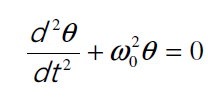 d²θ/dt² + ω₀²θ = 0